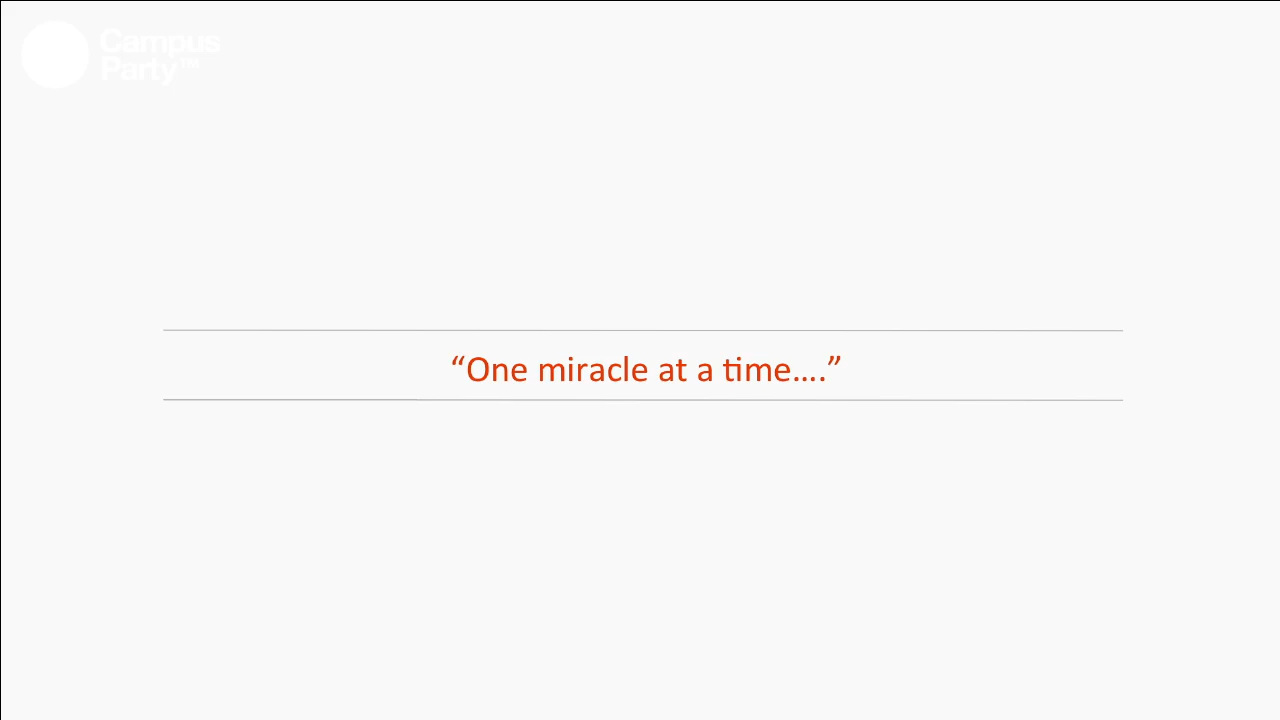 Campus
Party™
“One miracle at a time....”